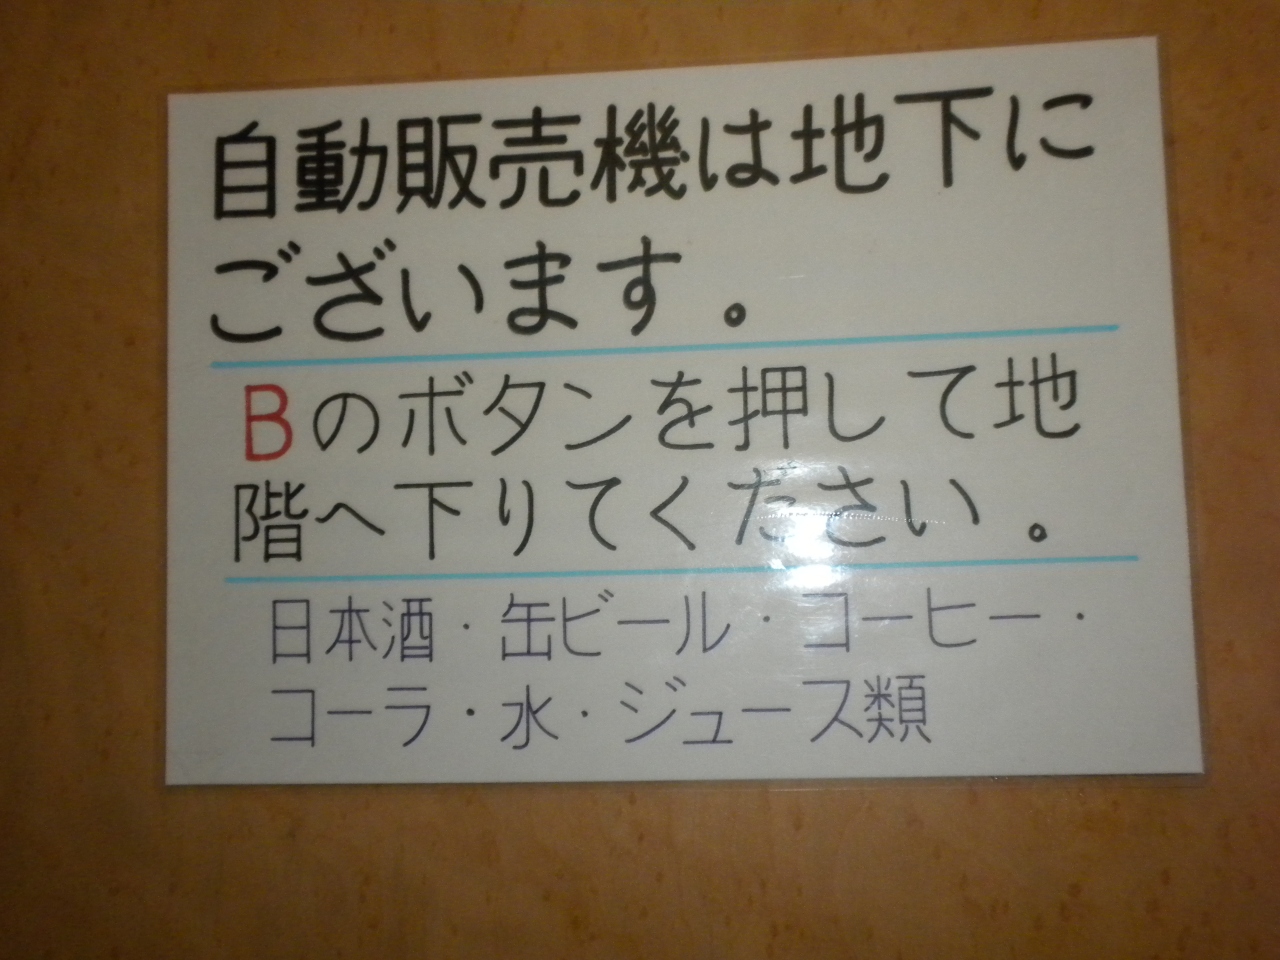 自動販売機は地下に
ございます。
Bのボタンを押して地
階へ下りてください。
日本酒・缶ビール・コーヒー・
コーラ・水・ジュース類